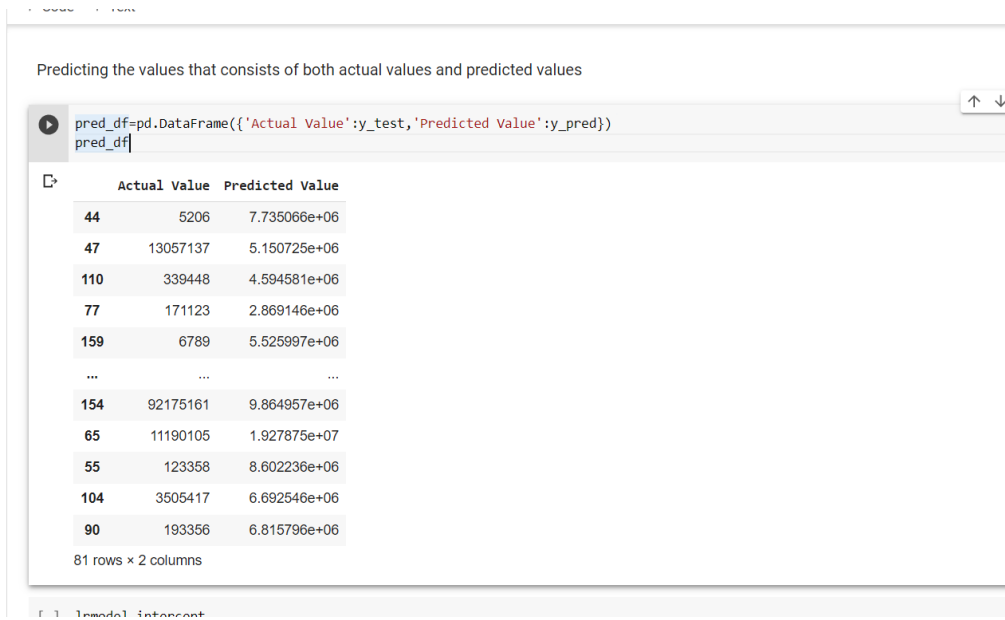 Predicting the values that consists of both actual values and predicted values
pred_df=pd.DataFrame({'Actual Value':y_test,'Predicted Value':y_pred})
pred_df
Actual Value Predicted Value
44 5206 7.735066e+06
47 13057137 5.150725e+06
110 339448 4.594581e+06
77 171123 2.869146e+06
159 6789 5.525997e+06
... ... ...
154 92175161 9.864957e+06
65 11190105 1.927875e+07
55 123358 8.602236e+06
104 3505417 6.692546e+06
90 193356 6.815796e+06
81 rows × 2 columns
[ ] lrmodel.intercept_